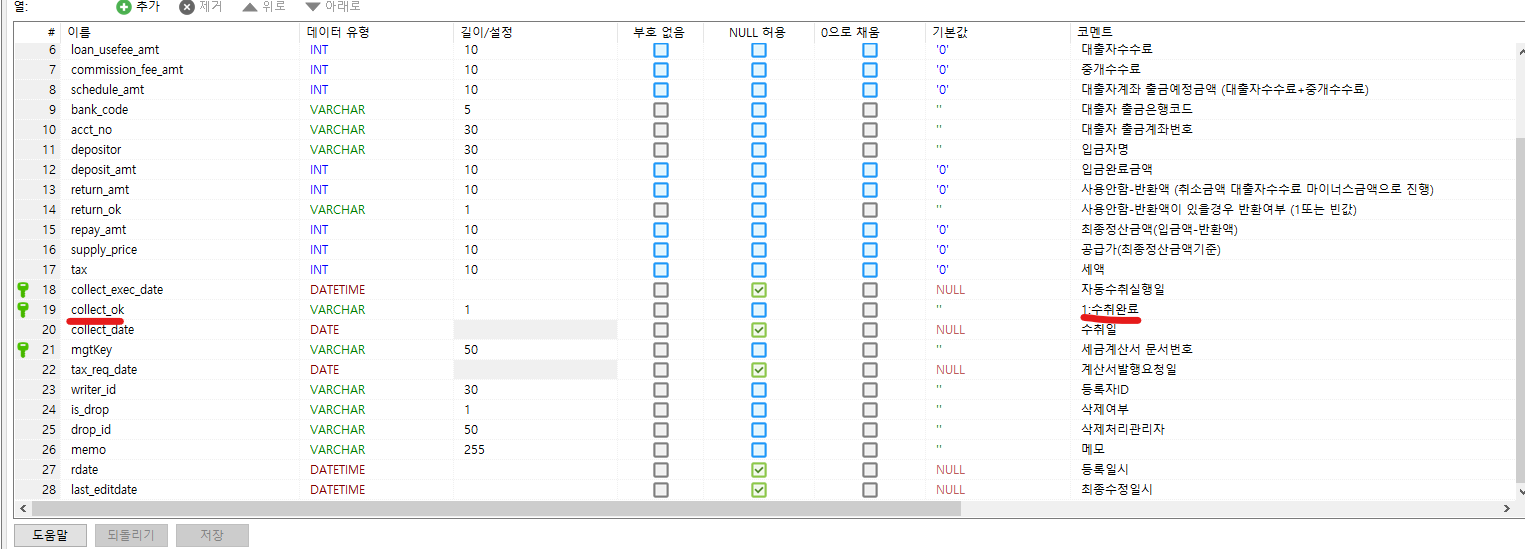 열: 추가 제거 위로 아래로
# 이름 데이터 유형 길이/설정 부호 없음 NULL 허용 0으로 채움 기본값 코멘트
6 loan_usefee_amt INT 10 '0' 대출자수수료
7 commission_fee_amt INT 10 '0' 중개수수료
8 schedule_amt INT 10 '0' 대출자계좌 출금예정금액 (대출자수수료+중개수수료)
9 bank_code VARCHAR 5 '' 대출자 출금은행코드
10 acct_no VARCHAR 30 '' 대출자 출금계좌번호
11 depositor VARCHAR 30 '' 입금자명
12 deposit_amt INT 10 '0' 입금완료금액
13 return_amt INT 10 '0' 사용안함-반환액 (취소금액 대출자수수료 마이너스금액으로 진행)
14 return_ok VARCHAR 1 '' 사용안함-반환액이 있을경우 반환여부 (1또는 빈값)
15 repay_amt INT 10 '0' 최종정산금액(입금액-반환액)
16 supply_price INT 10 '0' 공급가(최종정산금액기준)
17 tax INT 10 '0' 세액
18 collect_exec_date DATETIME NULL 자동수취실행일
19 collect_ok VARCHAR 1 '' 1:수취완료
20 collect_date DATE NULL 수취일
21 mgtKey VARCHAR 50 '' 세금계산서 문서번호
22 tax_req_date DATE NULL 계산서발행요청일
23 writer_id VARCHAR 30 '' 등록자ID
24 is_drop VARCHAR 1 '' 삭제여부
25 drop_id VARCHAR 50 '' 삭제처리관리자
26 memo VARCHAR 255 '' 메모
27 rdate DATETIME NULL 등록일시
28 last_editdate DATETIME NULL 최종수정일시
도움말 되돌리기 저장